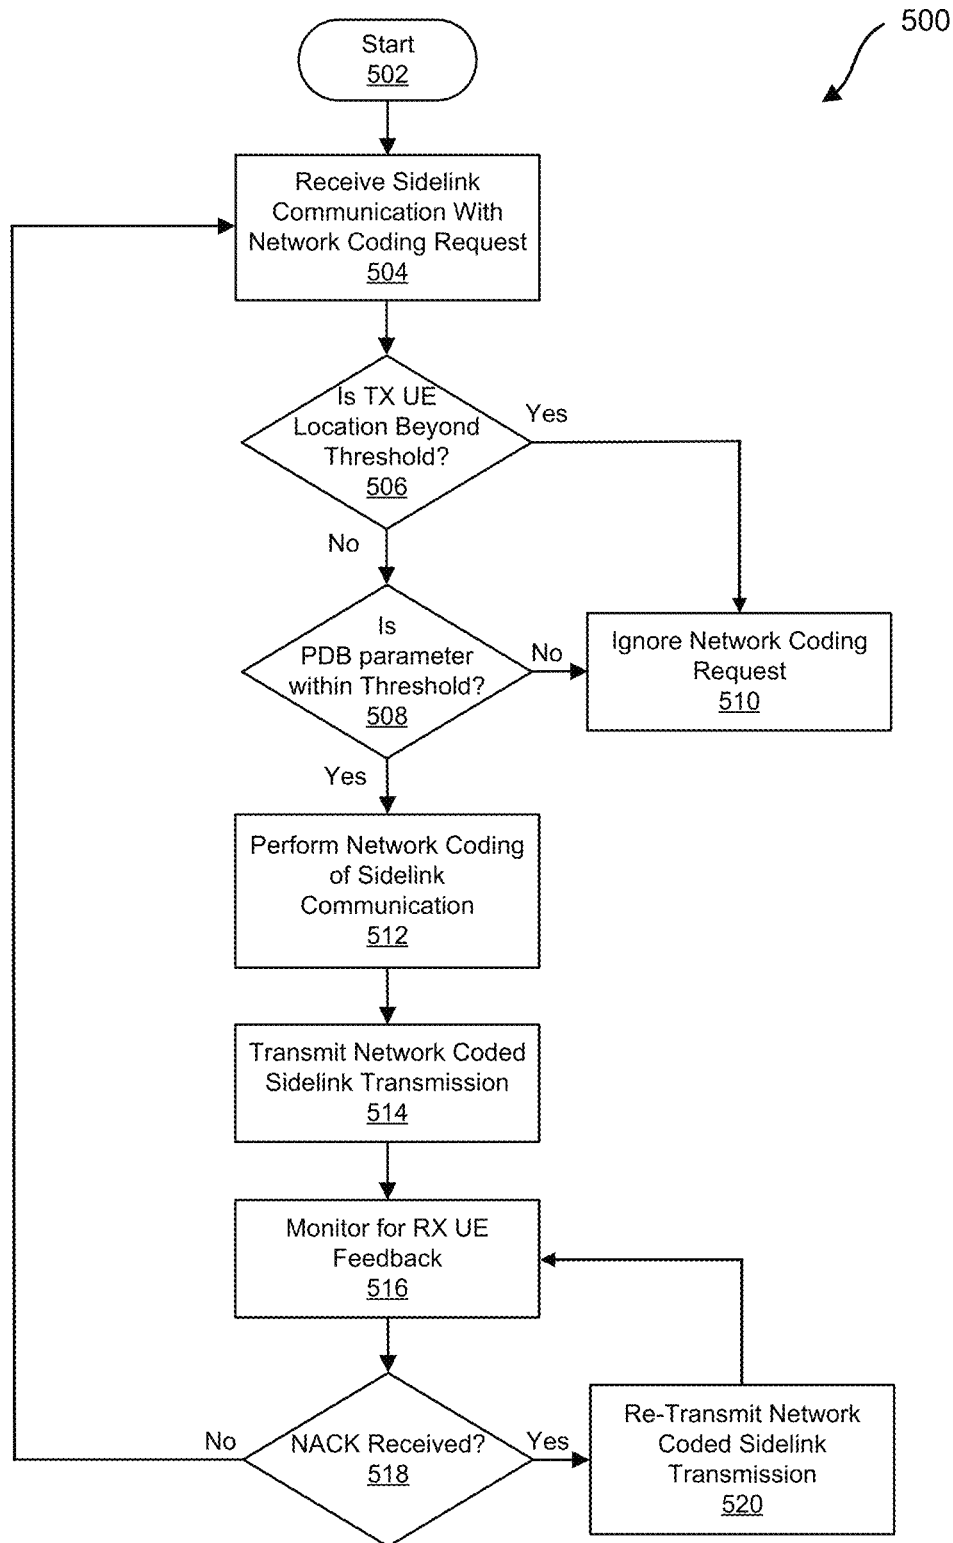 500
Start
502
Receive Sidelink
Communication With
Network Coding Request
504
Is TX UE
Location Beyond
Threshold?
506
Yes
No
Is
PDB parameter
within Threshold?
508
No
Ignore Network Coding
Request
510
Yes
Perform Network Coding
of Sidelink
Communication
512
Transmit Network Coded
Sidelink Transmission
514
Monitor for RX UE
Feedback
516
No
NACK Received?
518
Yes
Re-Transmit Network
Coded Sidelink
Transmission
520